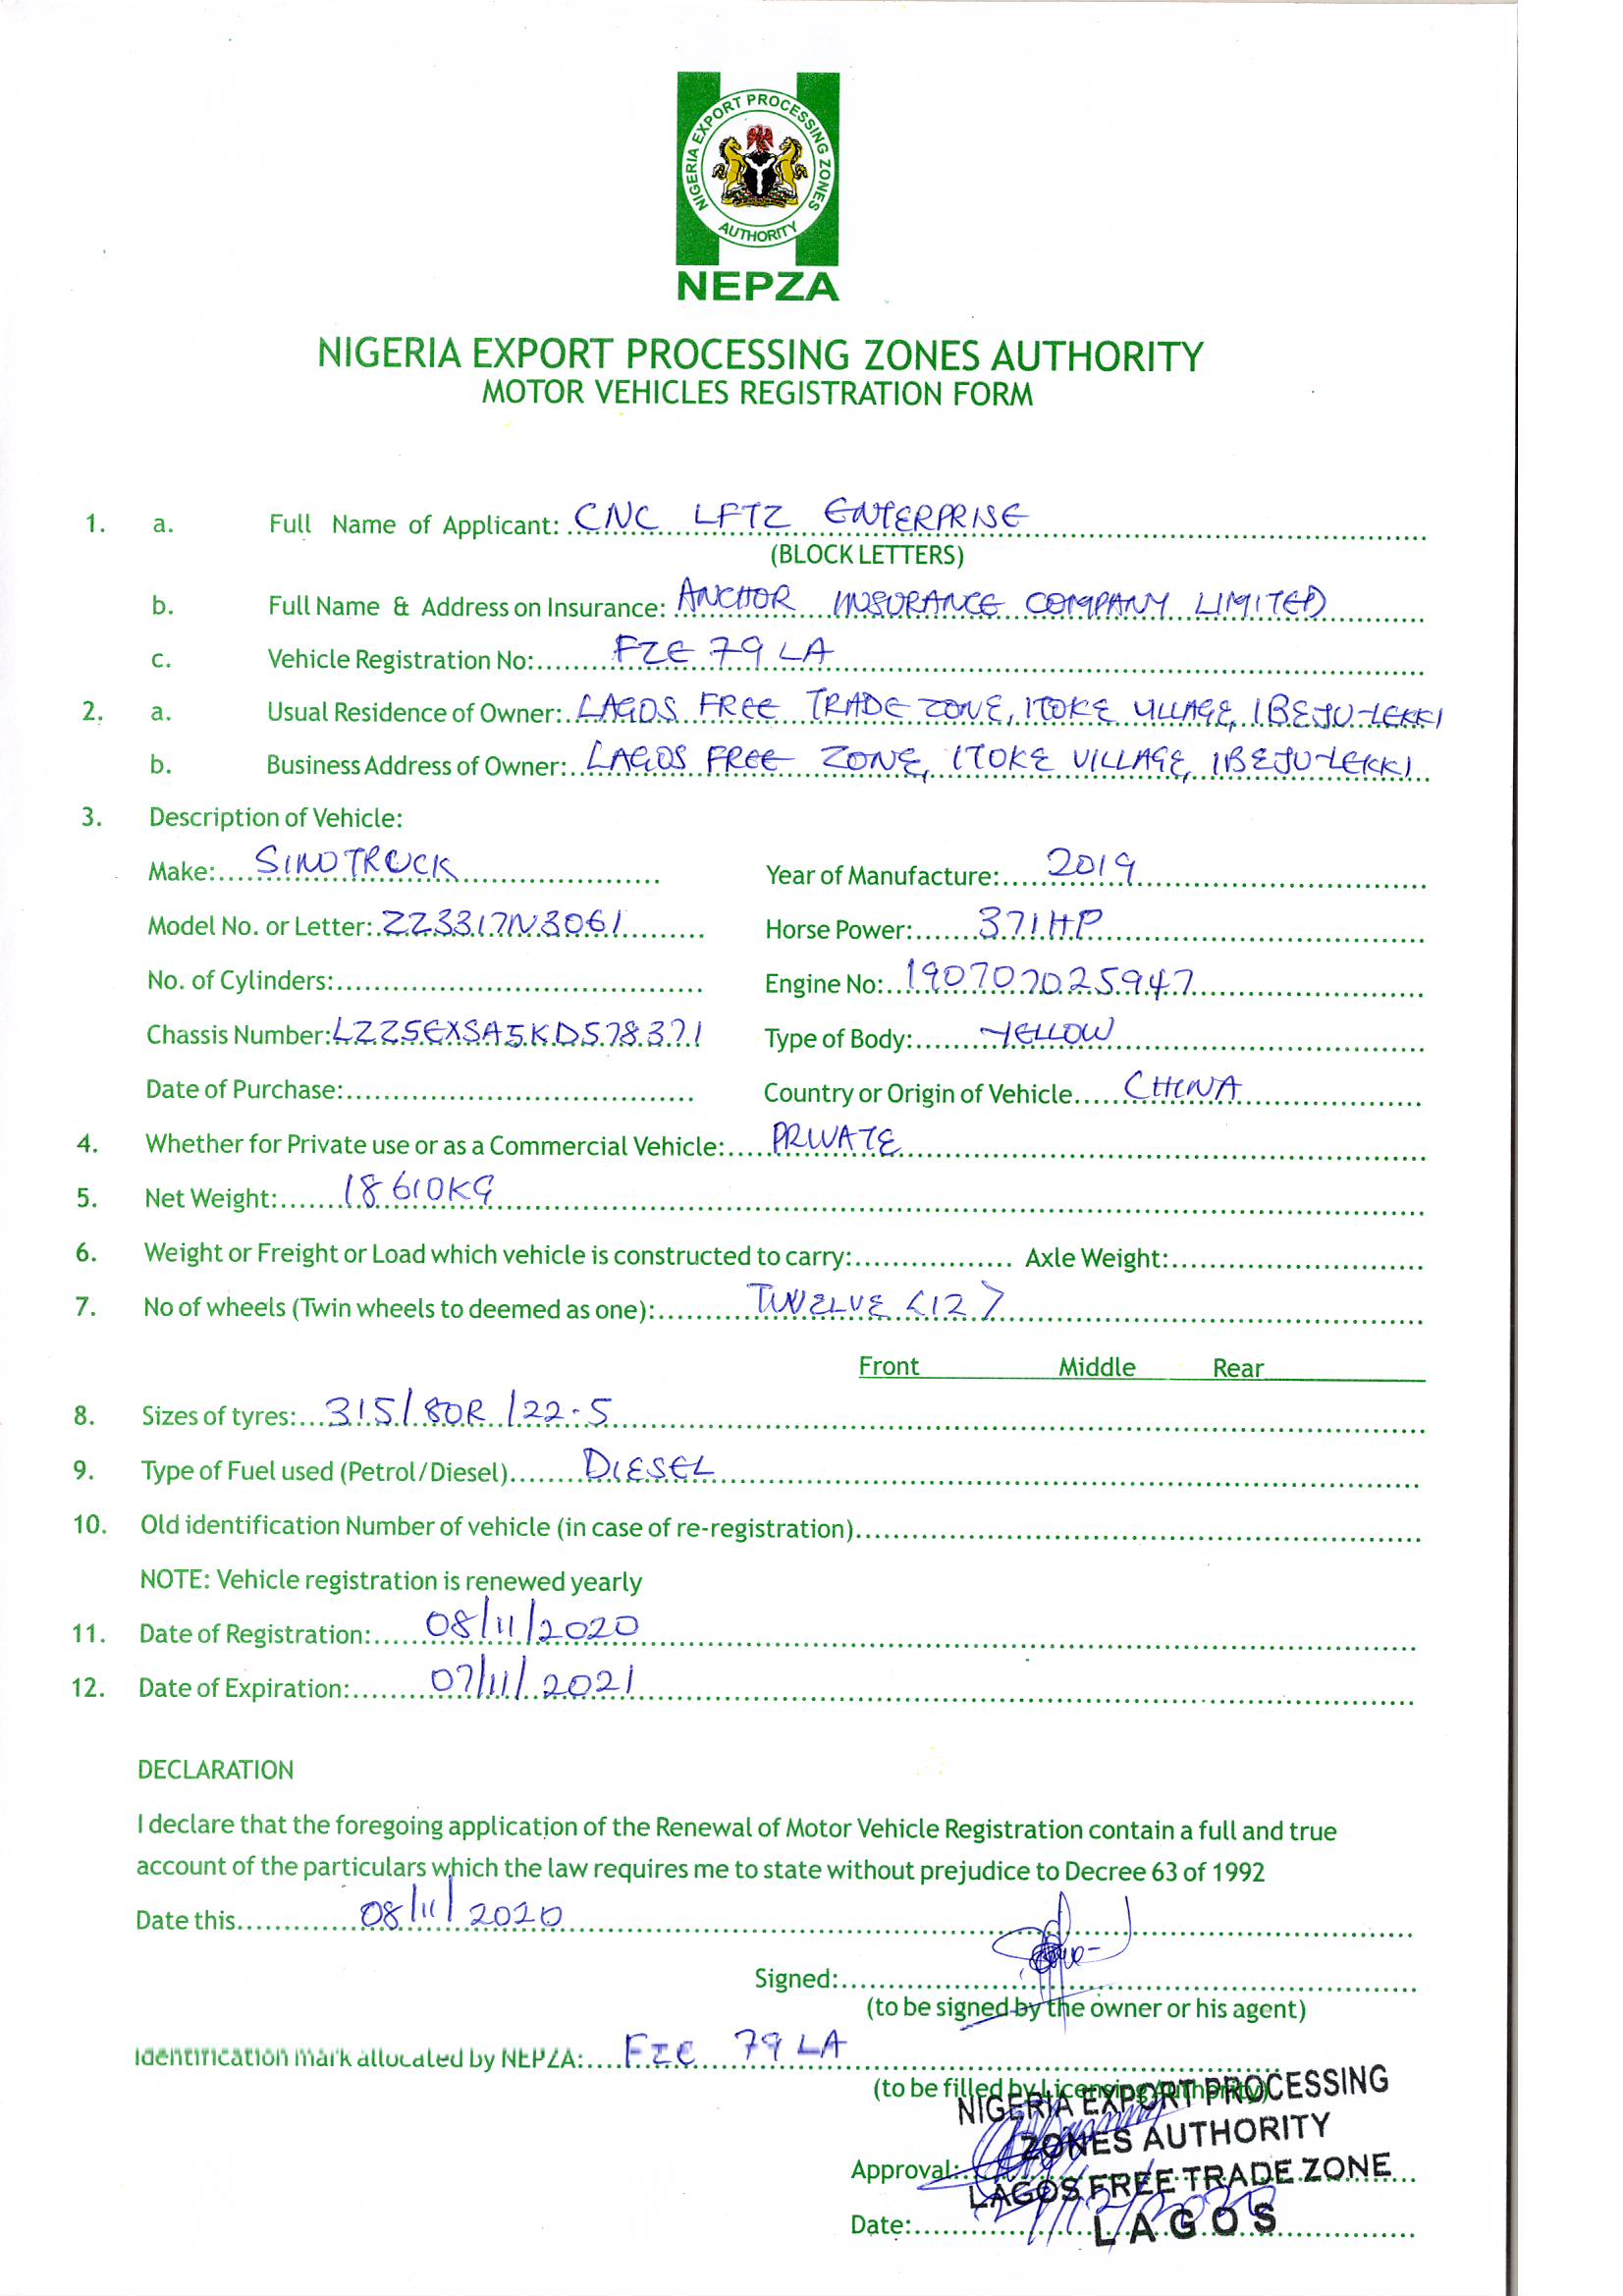 NIGERIA EXPORT PROCESSING ZONES
AUTHORITY
NEPZA
NIGERIA EXPORT PROCESSING ZONES AUTHORITY
MOTOR VEHICLES REGISTRATION FORM
1. a. Full Name of Applicant: CNC LFTZ ENTERPRISE
(BLOCK LETTERS)
b. Full Name & Address on Insurance: ANCHOR INSURANCE COMPANY LIMITED
c. Vehicle Registration No: FZE 79 LA
2. a. Usual Residence of Owner: LAGOS FREE TRADE ZONE, ITOKE VILLAGE, IBEJU-LEKKI
b. Business Address of Owner: LAGOS FREE ZONE, ITOKE VILLAGE, IBEJU-LEKKI
3. Description of Vehicle:
Make: SINOTRUCK Year of Manufacture: 2019
Model No. or Letter: ZZ3317N3061 Horse Power: 371HP
No. of Cylinders: Engine No: 190707025947
Chassis Number: LZZ5EXSA5KD578371 Type of Body: YELLOW
Date of Purchase: Country or Origin of Vehicle CHINA
4. Whether for Private use or as a Commercial Vehicle: PRIVATE
5. Net Weight: 18610KG
6. Weight or Freight or Load which vehicle is constructed to carry: Axle Weight:
7. No of wheels (Twin wheels to deemed as one): TWELVE <12>
Front Middle Rear
8. Sizes of tyres: 315/80R/22.5
9. Type of Fuel used (Petrol/Diesel) DIESEL
10. Old identification Number of vehicle (in case of re-registration)
NOTE: Vehicle registration is renewed yearly
11. Date of Registration: 08/11/2020
12. Date of Expiration: 07/11/2021
DECLARATION
I declare that the foregoing application of the Renewal of Motor Vehicle Registration contain a full and true
account of the particulars which the law requires me to state without prejudice to Decree 63 of 1992
Date this 08/11/2020
Signed:
(to be signed by the owner or his agent)
Identification mark allocated by NEPZA: FZE 79 LA
(to be filled by Licensing Authority)
NIGERIA EXPORT PROCESSING
ZONES AUTHORITY
Approval:
LAGOS FREE TRADE ZONE
Date:
LAGOS